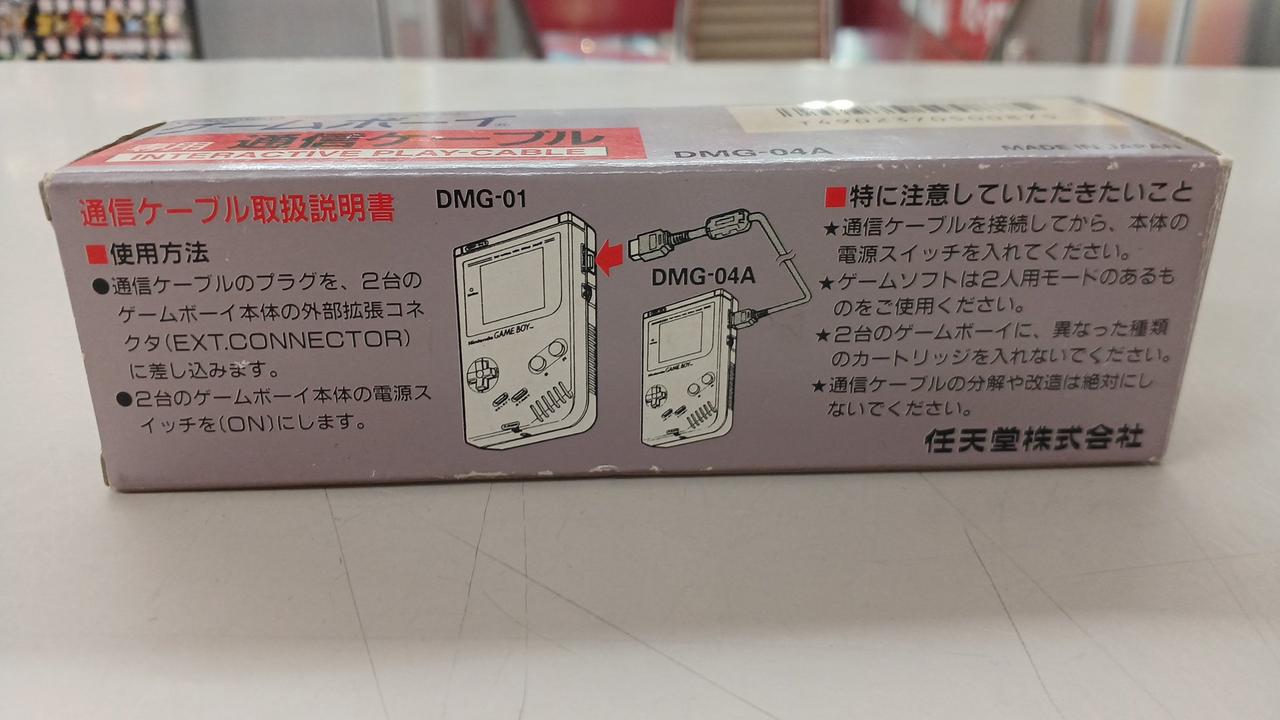 ゲームボーイ®
専用 通信ケーブル
INTERACTIVE PLAY-CABLE
DMG-04A
MADE IN JAPAN
通信ケーブル取扱説明書
■使用方法
●通信ケーブルのプラグを、2台の
ゲームボーイ本体の外部拡張コネ
クタ(EXT.CONNECTOR)
に差し込みます。
●2台のゲームボーイ本体の電源ス
イッチを(ON)にします。
DMG-01
Nintendo GAME BOY™
DMG-04A
GAME BOY™
■特に注意していただきたいこと
★通信ケーブルを接続してから、本体の
電源スイッチを入れてください。
★ゲームソフトは2人用モードのあるも
のをご使用ください。
★2台のゲームボーイに、異なった種類
のカートリッジを入れないでください。
★通信ケーブルの分解や改造は絶対にし
ないでください。
任天堂株式会社